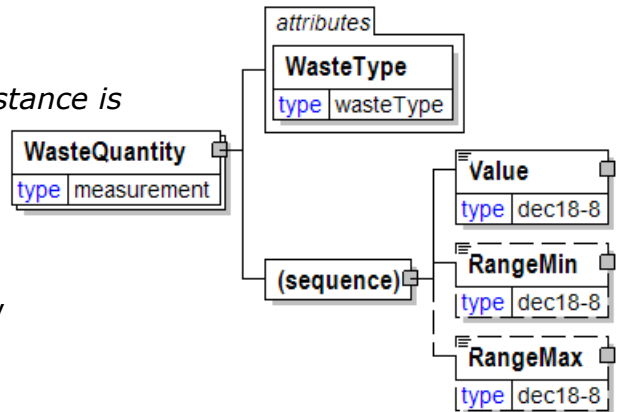 attributes
WasteType
type wasteType
stance is
WasteQuantity
type measurement
Value
type dec18-8
(sequence)
RangeMin
type dec18-8
RangeMax
type dec18-8